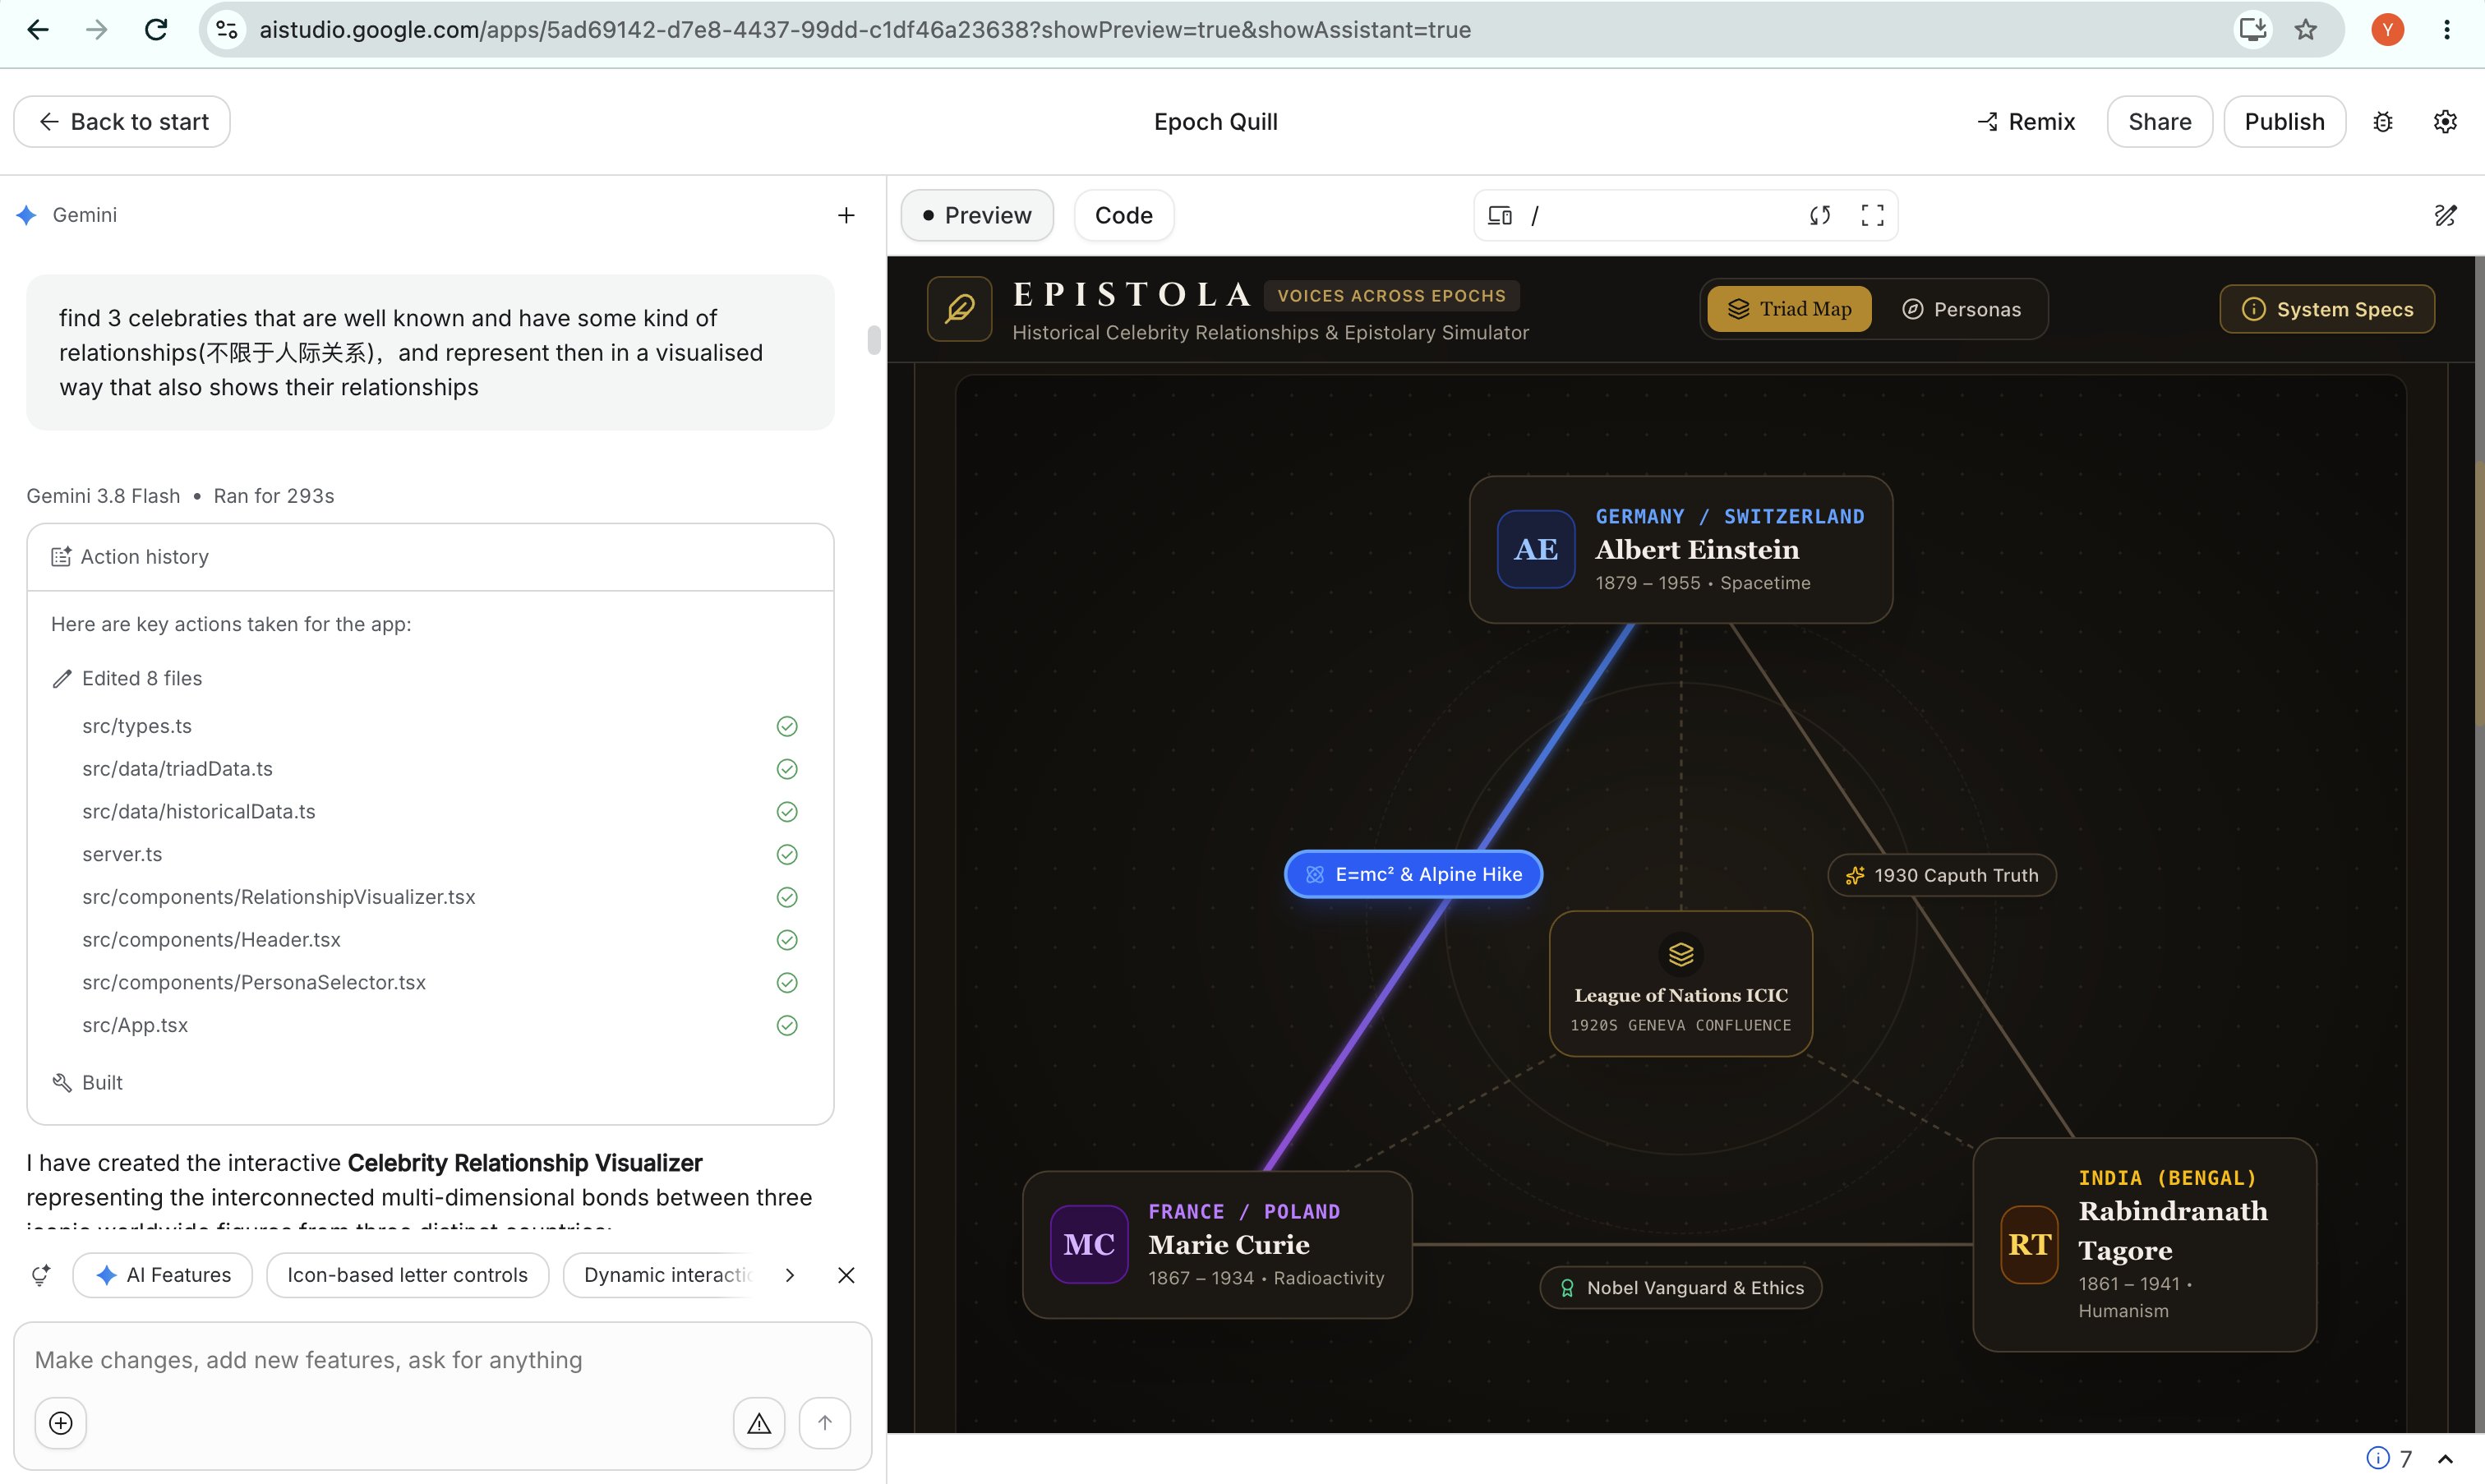 aistudio.google.com/apps/5ad69142-d7e8-4437-99dd-c1df46a23638?showPreview=true&showAssistant=true
Y
Back to start
Epoch Quill
Remix
Share
Publish
Gemini
find 3 celebraties that are well known and have some kind of
relationships(不限于人际关系)，and represent then in a visualised
way that also shows their relationships
Gemini 3.8 Flash • Ran for 293s
Action history
Here are key actions taken for the app:
Edited 8 files
src/types.ts
src/data/triadData.ts
src/data/historicalData.ts
server.ts
src/components/RelationshipVisualizer.tsx
src/components/Header.tsx
src/components/PersonaSelector.tsx
src/App.tsx
Built
I have created the interactive Celebrity Relationship Visualizer
representing the interconnected multi-dimensional bonds between three
iconic worldwide figures from three distinct countries:
AI Features
Icon-based letter controls
Dynamic interactic
Make changes, add new features, ask for anything
Preview
Code
/
EPISTOLA
VOICES ACROSS EPOCHS
Historical Celebrity Relationships & Epistolary Simulator
Triad Map
Personas
System Specs
AE
GERMANY / SWITZERLAND
Albert Einstein
1879 – 1955 • Spacetime
E=mc² & Alpine Hike
1930 Caputh Truth
League of Nations ICIC
1920S GENEVA CONFLUENCE
MC
FRANCE / POLAND
Marie Curie
1867 – 1934 • Radioactivity
Nobel Vanguard & Ethics
RT
INDIA (BENGAL)
Rabindranath
Tagore
1861 – 1941 •
Humanism
7